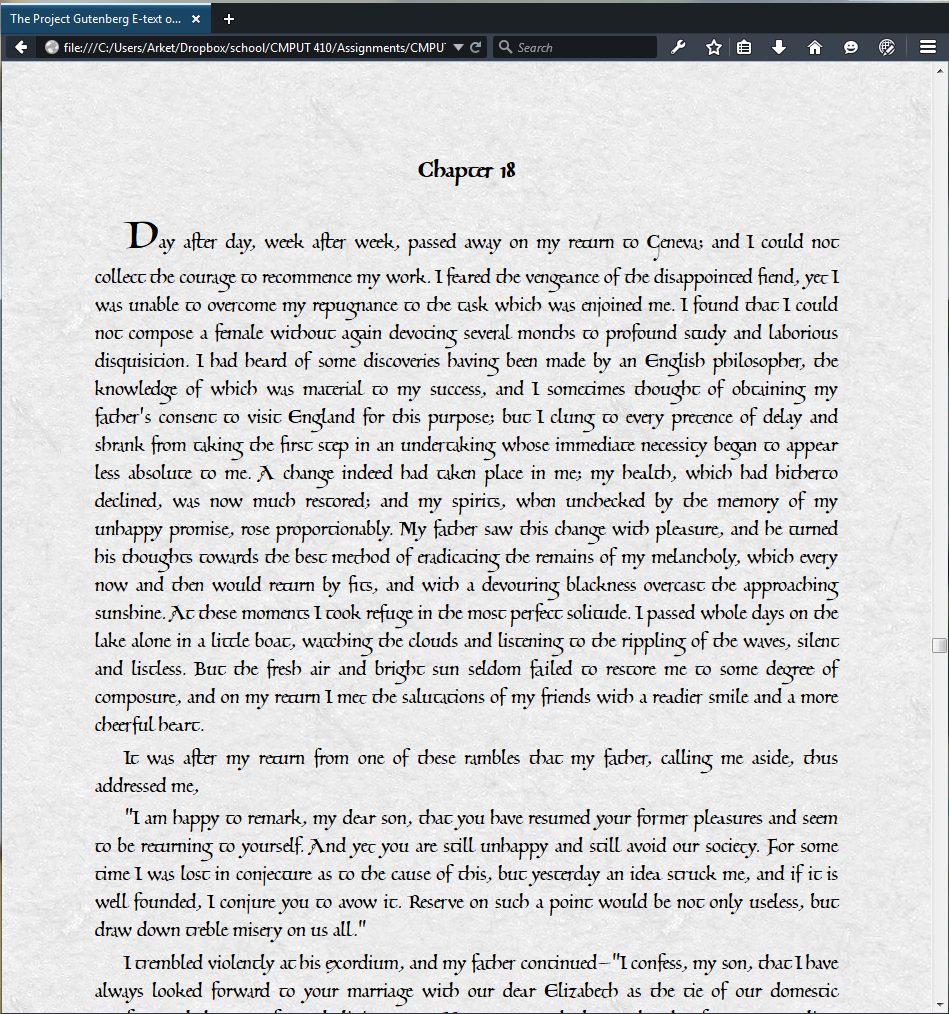 The Project Gutenberg E-text o...
file:///C:/Users/Arket/Dropbox/school/CMPUT 410/Assignments/CMPU
Search
Chapter 18
Day after day, week after week, passed away on my return to Geneva; and I could not
collect the courage to recommence my work. I feared the vengeance of the disappointed fiend, yet I
was unable to overcome my repugnance to the task which was enjoined me. I found that I could
not compose a female without again devoting several months to profound study and laborious
disquisition. I had heard of some discoveries having been made by an English philosopher, the
knowledge of which was material to my success, and I sometimes thought of obtaining my
father's consent to visit England for this purpose; but I clung to every pretence of delay and
shrank from taking the first step in an undertaking whose immediate necessity began to appear
less absolute to me. A change indeed had taken place in me; my health, which had hitherto
declined, was now much restored; and my spirits, when unchecked by the memory of my
unhappy promise, rose proportionably. My father saw this change with pleasure, and he turned
his thoughts towards the best method of eradicating the remains of my melancholy, which every
now and then would return by fits, and with a devouring blackness overcast the approaching
sunshine. At these moments I took refuge in the most perfect solitude. I passed whole days on the
lake alone in a little boat, watching the clouds and listening to the rippling of the waves, silent
and listless. But the fresh air and bright sun seldom failed to restore me to some degree of
composure, and on my return I met the salutations of my friends with a readier smile and a more
cheerful heart.
It was after my return from one of these rambles that my father, calling me aside, thus
addressed me,
"I am happy to remark, my dear son, that you have resumed your former pleasures and seem
to be returning to yourself. And yet you are still unhappy and still avoid our society. For some
time I was lost in conjecture as to the cause of this, but yesterday an idea struck me, and if it is
well founded, I conjure you to avow it. Reserve on such a point would be not only useless, but
draw down treble misery on us all."
I trembled violently at his exordium, and my father continued—"I confess, my son, that I have
always looked forward to your marriage with our dear Elizabeth as the tie of our domestic